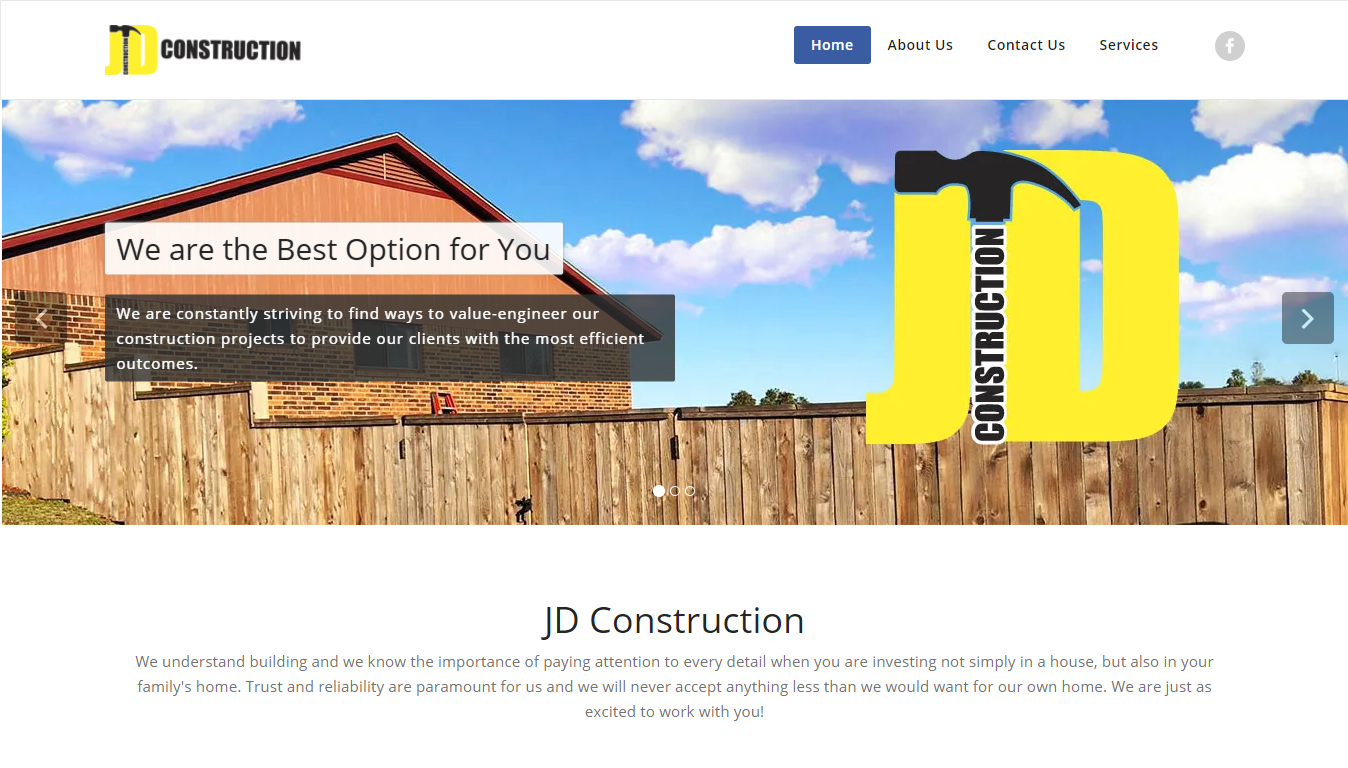 JD CONSTRUCTION CONSTRUCTION
Home About Us Contact Us Services
We are the Best Option for You
We are constantly striving to find ways to value-engineer our
construction projects to provide our clients with the most efficient
outcomes.
JD
CONSTRUCTION
JD Construction
We understand building and we know the importance of paying attention to every detail when you are investing not simply in a house, but also in your
family's home. Trust and reliability are paramount for us and we will never accept anything less than we would want for our own home. We are just as
excited to work with you!